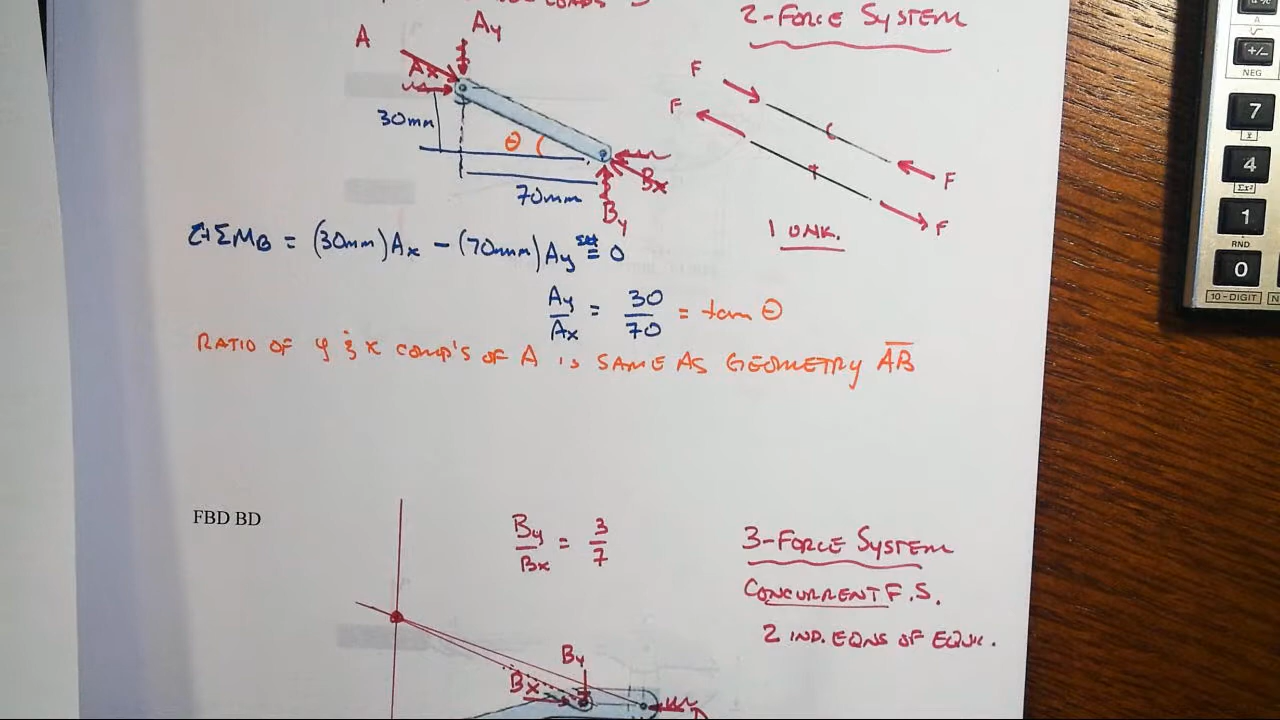 LOADS
2-FORCE SYSTEM
A
Ay
Ax
30mm
θ
70mm
Bx
By
F
F
F
F
1 UNK.
+ΣMB = (30mm)Ax - (70mm)Ay set= 0
Ay/Ax = 30/70 = tan θ
RATIO OF y & x COMP'S OF A IS SAME AS GEOMETRY AB
FBD BD
By/Bx = 3/7
3-FORCE SYSTEM
CONCURRENT F.S.
2 IND. EQNS OF EQUIL.
By
Bx
+/-
NEG
7
4
1
RND
0
10-DIGIT